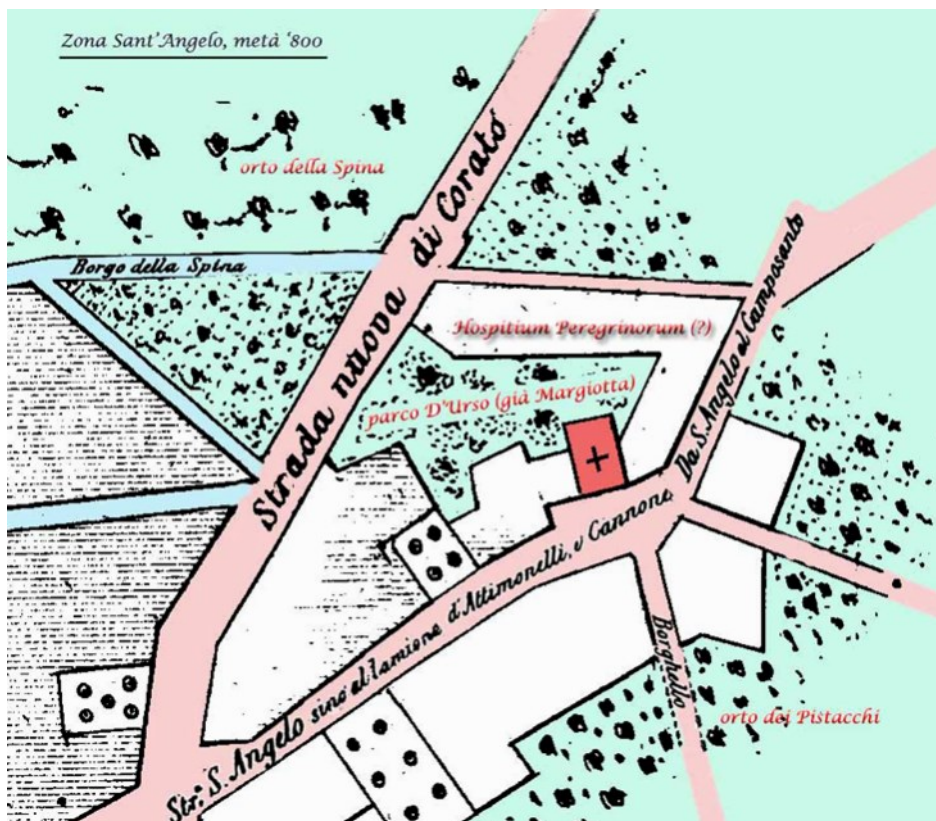 Zona Sant'Angelo, metà '800
orto della Spina
Strada nuova di Corato
Borgo della Spina
Hospitium Peregrinorum (?)
parco D'Urso (già Margiotta)
Da S. Angelo al Camposanto
Str.ª S. Angelo sino al lamione d'Attimonelli, e Cannone
Borghello
orto dei Pistacchi